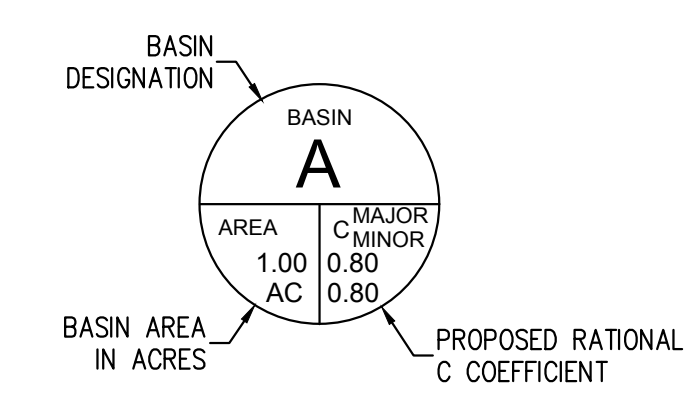 BASIN
DESIGNATION
BASIN
A
AREA
1.00
AC
C MAJOR
MINOR
0.80
0.80
BASIN AREA
IN ACRES
PROPOSED RATIONAL
C COEFFICIENT